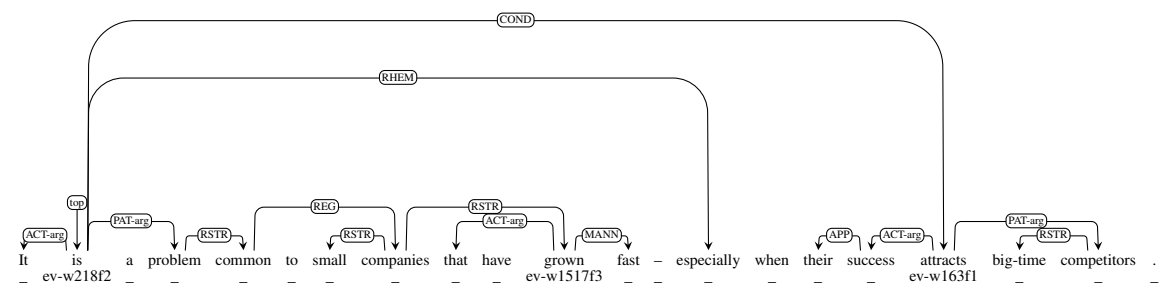 COND
RHEM
top
REG RSTR
PAT-arg ACT-arg PAT-arg
ACT-arg RSTR RSTR MANN APP ACT-arg RSTR
It is a problem common to small companies that have grown fast – especially when their success attracts big-time competitors .
_ ev-w218f2 _ _ _ _ _ _ _ _ ev-w1517f3 _ _ _ _ _ _ ev-w163f1 _ _ _